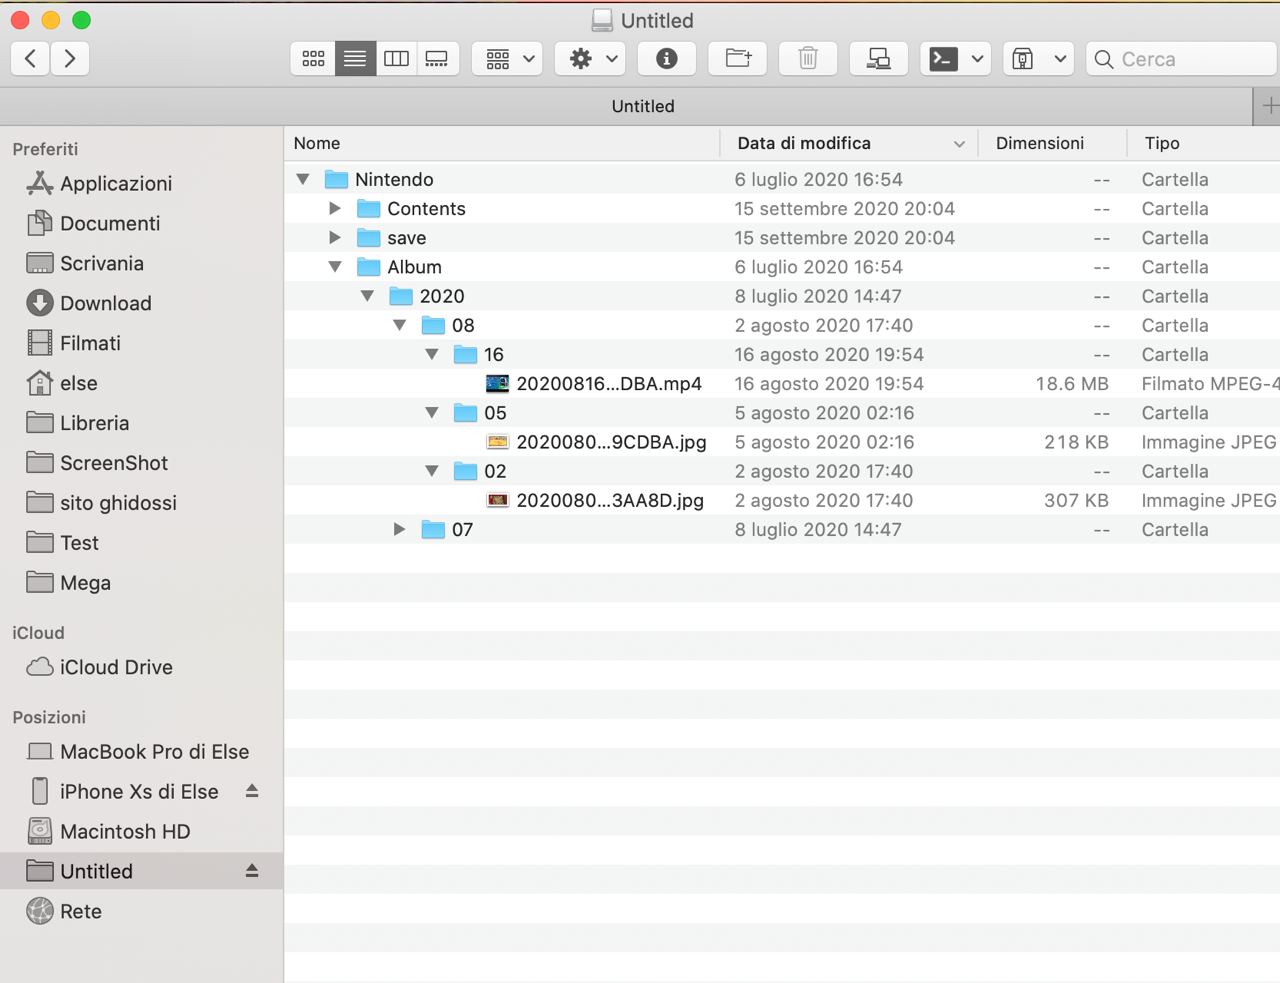 Untitled
Cerca
Untitled
Preferiti
Applicazioni
Documenti
Scrivania
Download
Filmati
else
Libreria
ScreenShot
sito ghidossi
Test
Mega
iCloud
iCloud Drive
Posizioni
MacBook Pro di Else
iPhone Xs di Else
Macintosh HD
Untitled
Rete
Nome Data di modifica Dimensioni Tipo
Nintendo 6 luglio 2020 16:54 -- Cartella
Contents 15 settembre 2020 20:04 -- Cartella
save 15 settembre 2020 20:04 -- Cartella
Album 6 luglio 2020 16:54 -- Cartella
2020 8 luglio 2020 14:47 -- Cartella
08 2 agosto 2020 17:40 -- Cartella
16 16 agosto 2020 19:54 -- Cartella
20200816...DBA.mp4 16 agosto 2020 19:54 18.6 MB Filmato MPEG-4
05 5 agosto 2020 02:16 -- Cartella
2020080...9CDBA.jpg 5 agosto 2020 02:16 218 KB Immagine JPEG
02 2 agosto 2020 17:40 -- Cartella
2020080...3AA8D.jpg 2 agosto 2020 17:40 307 KB Immagine JPEG
07 8 luglio 2020 14:47 -- Cartella